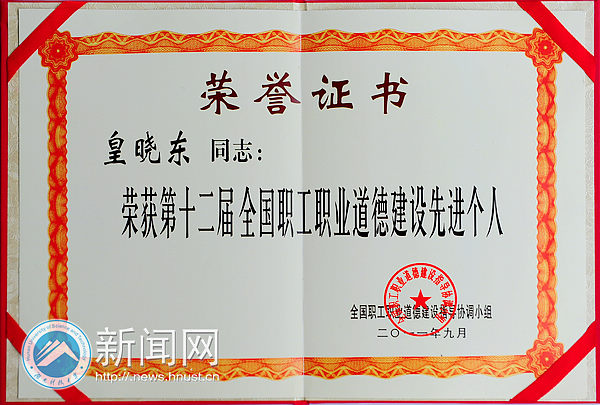 荣誉证书
皇晓东 同志:
荣获第十二届全国职工职业道德建设先进个人
全国职工职业道德建设指导协调小组
二〇一一年九月
新闻网
http://news.hnust.cn